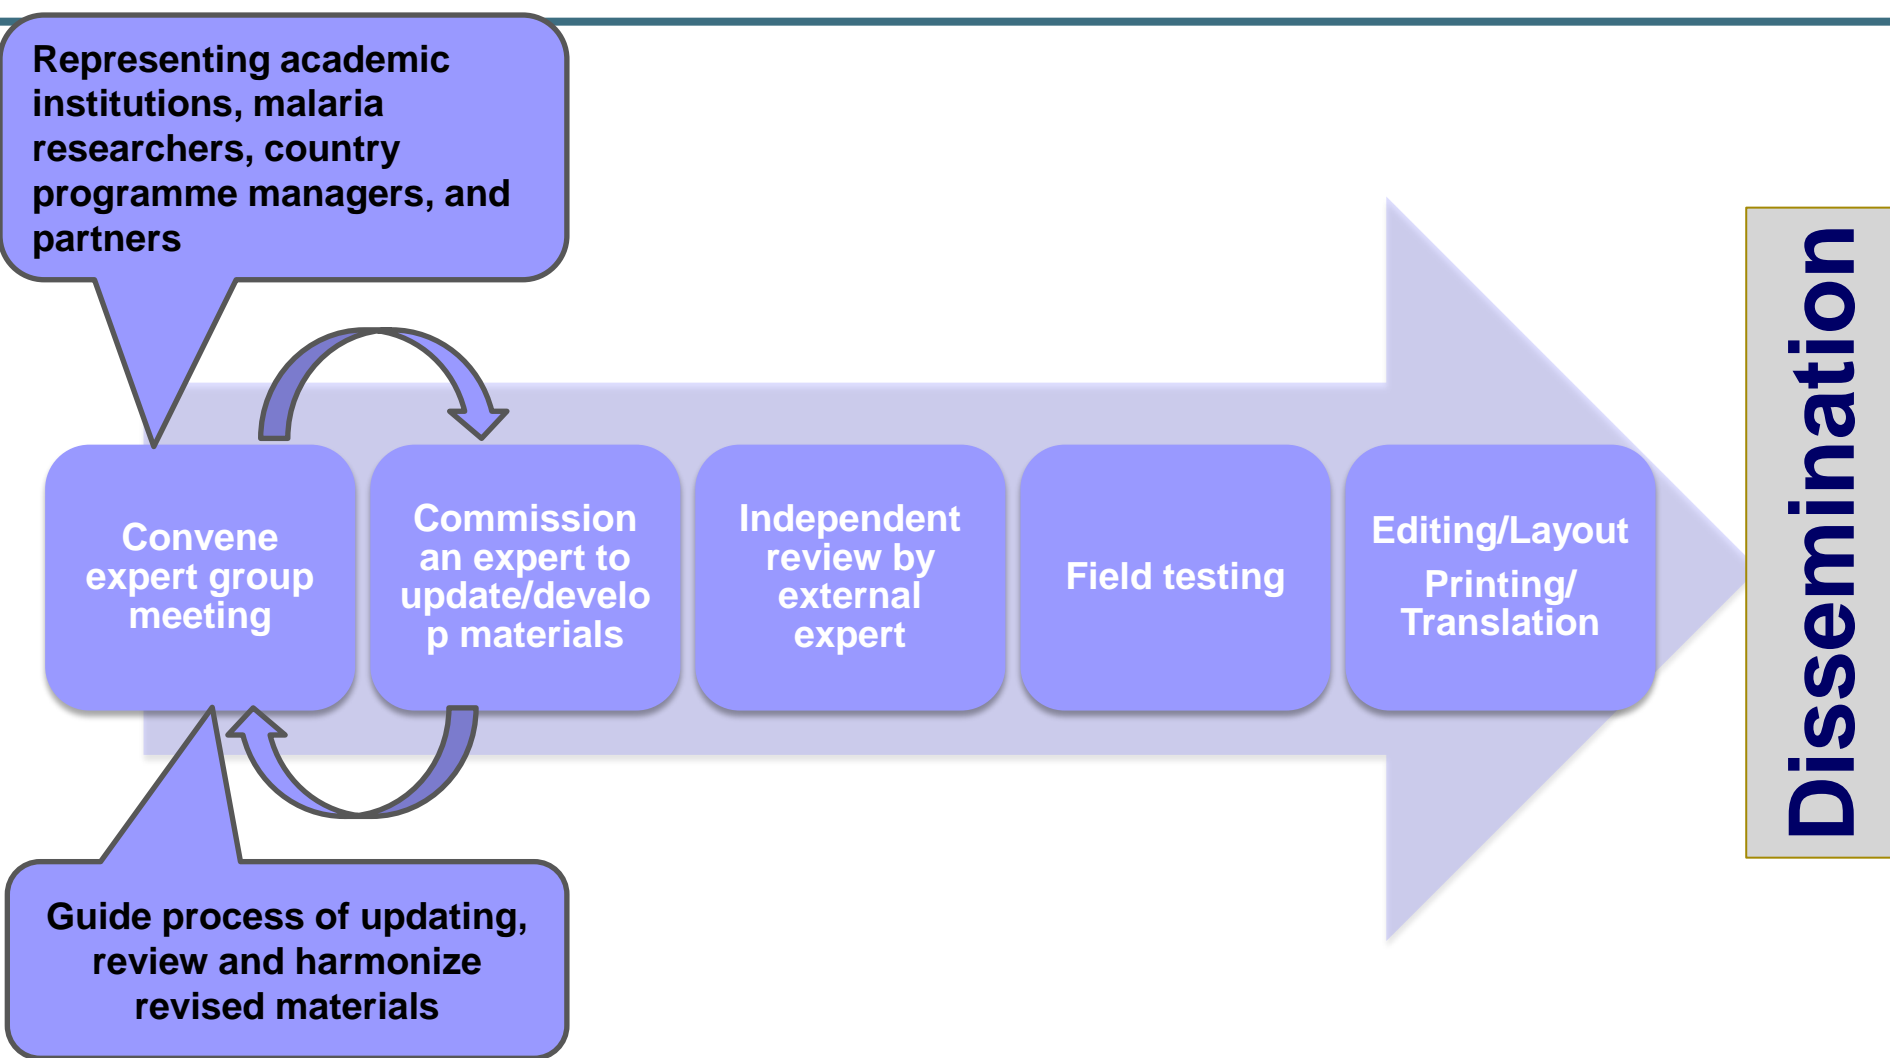 Representing academic
institutions, malaria
researchers, country
programme managers, and
partners
Convene
expert group
meeting
Commission
an expert to
update/develo
p materials
Independent
review by
external
expert
Field testing
Editing/Layout
Printing/
Translation
Dissemination
Guide process of updating,
review and harmonize
revised materials